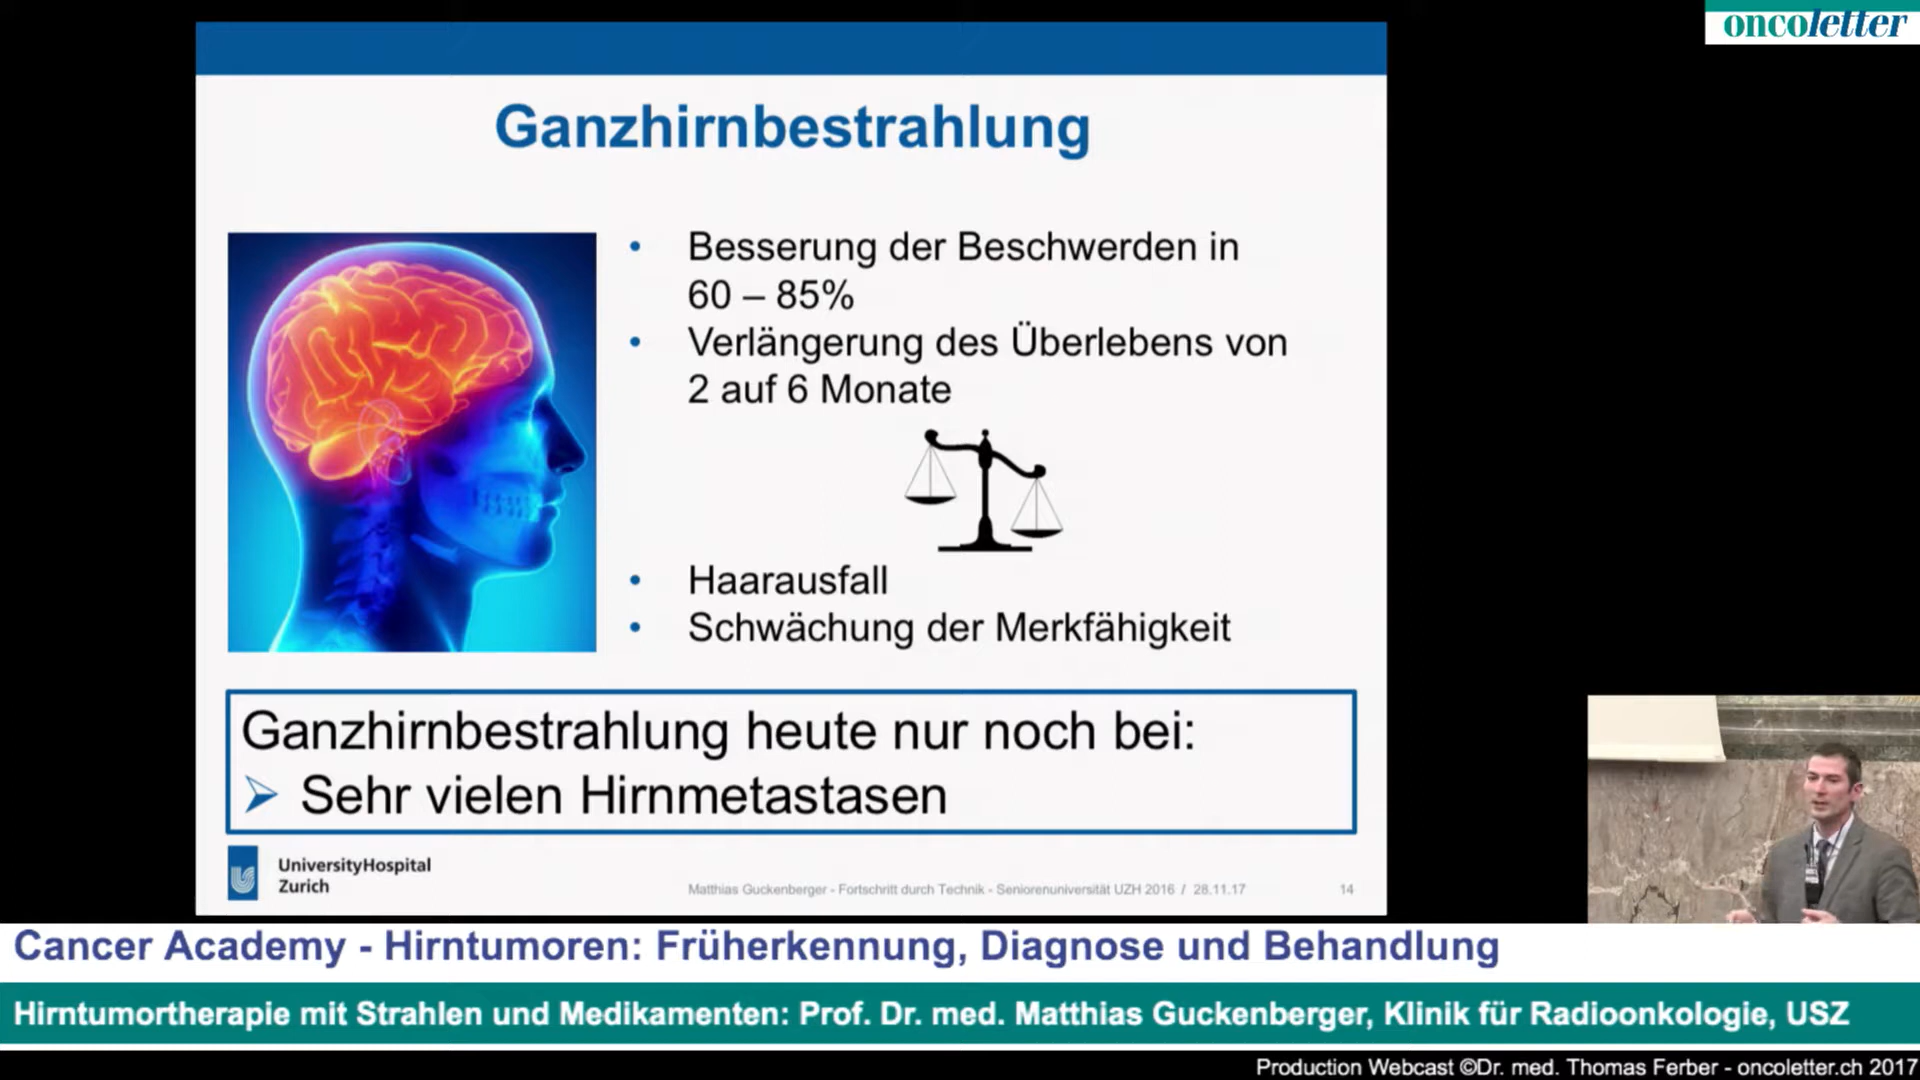 oncoletter
Ganzhirnbestrahlung
• Besserung der Beschwerden in
60 – 85%
• Verlängerung des Überlebens von
2 auf 6 Monate
• Haarausfall
• Schwächung der Merkfähigkeit
Ganzhirnbestrahlung heute nur noch bei:
➢ Sehr vielen Hirnmetastasen
UniversityHospital
Zurich
Matthias Guckenberger - Fortschritt durch Technik - Seniorenuniversität UZH 2016 / 28.11.17
14
Cancer Academy - Hirntumoren: Früherkennung, Diagnose und Behandlung
Hirntumortherapie mit Strahlen und Medikamenten: Prof. Dr. med. Matthias Guckenberger, Klinik für Radioonkologie, USZ
Production Webcast ©Dr. med. Thomas Ferber - oncoletter.ch 2017